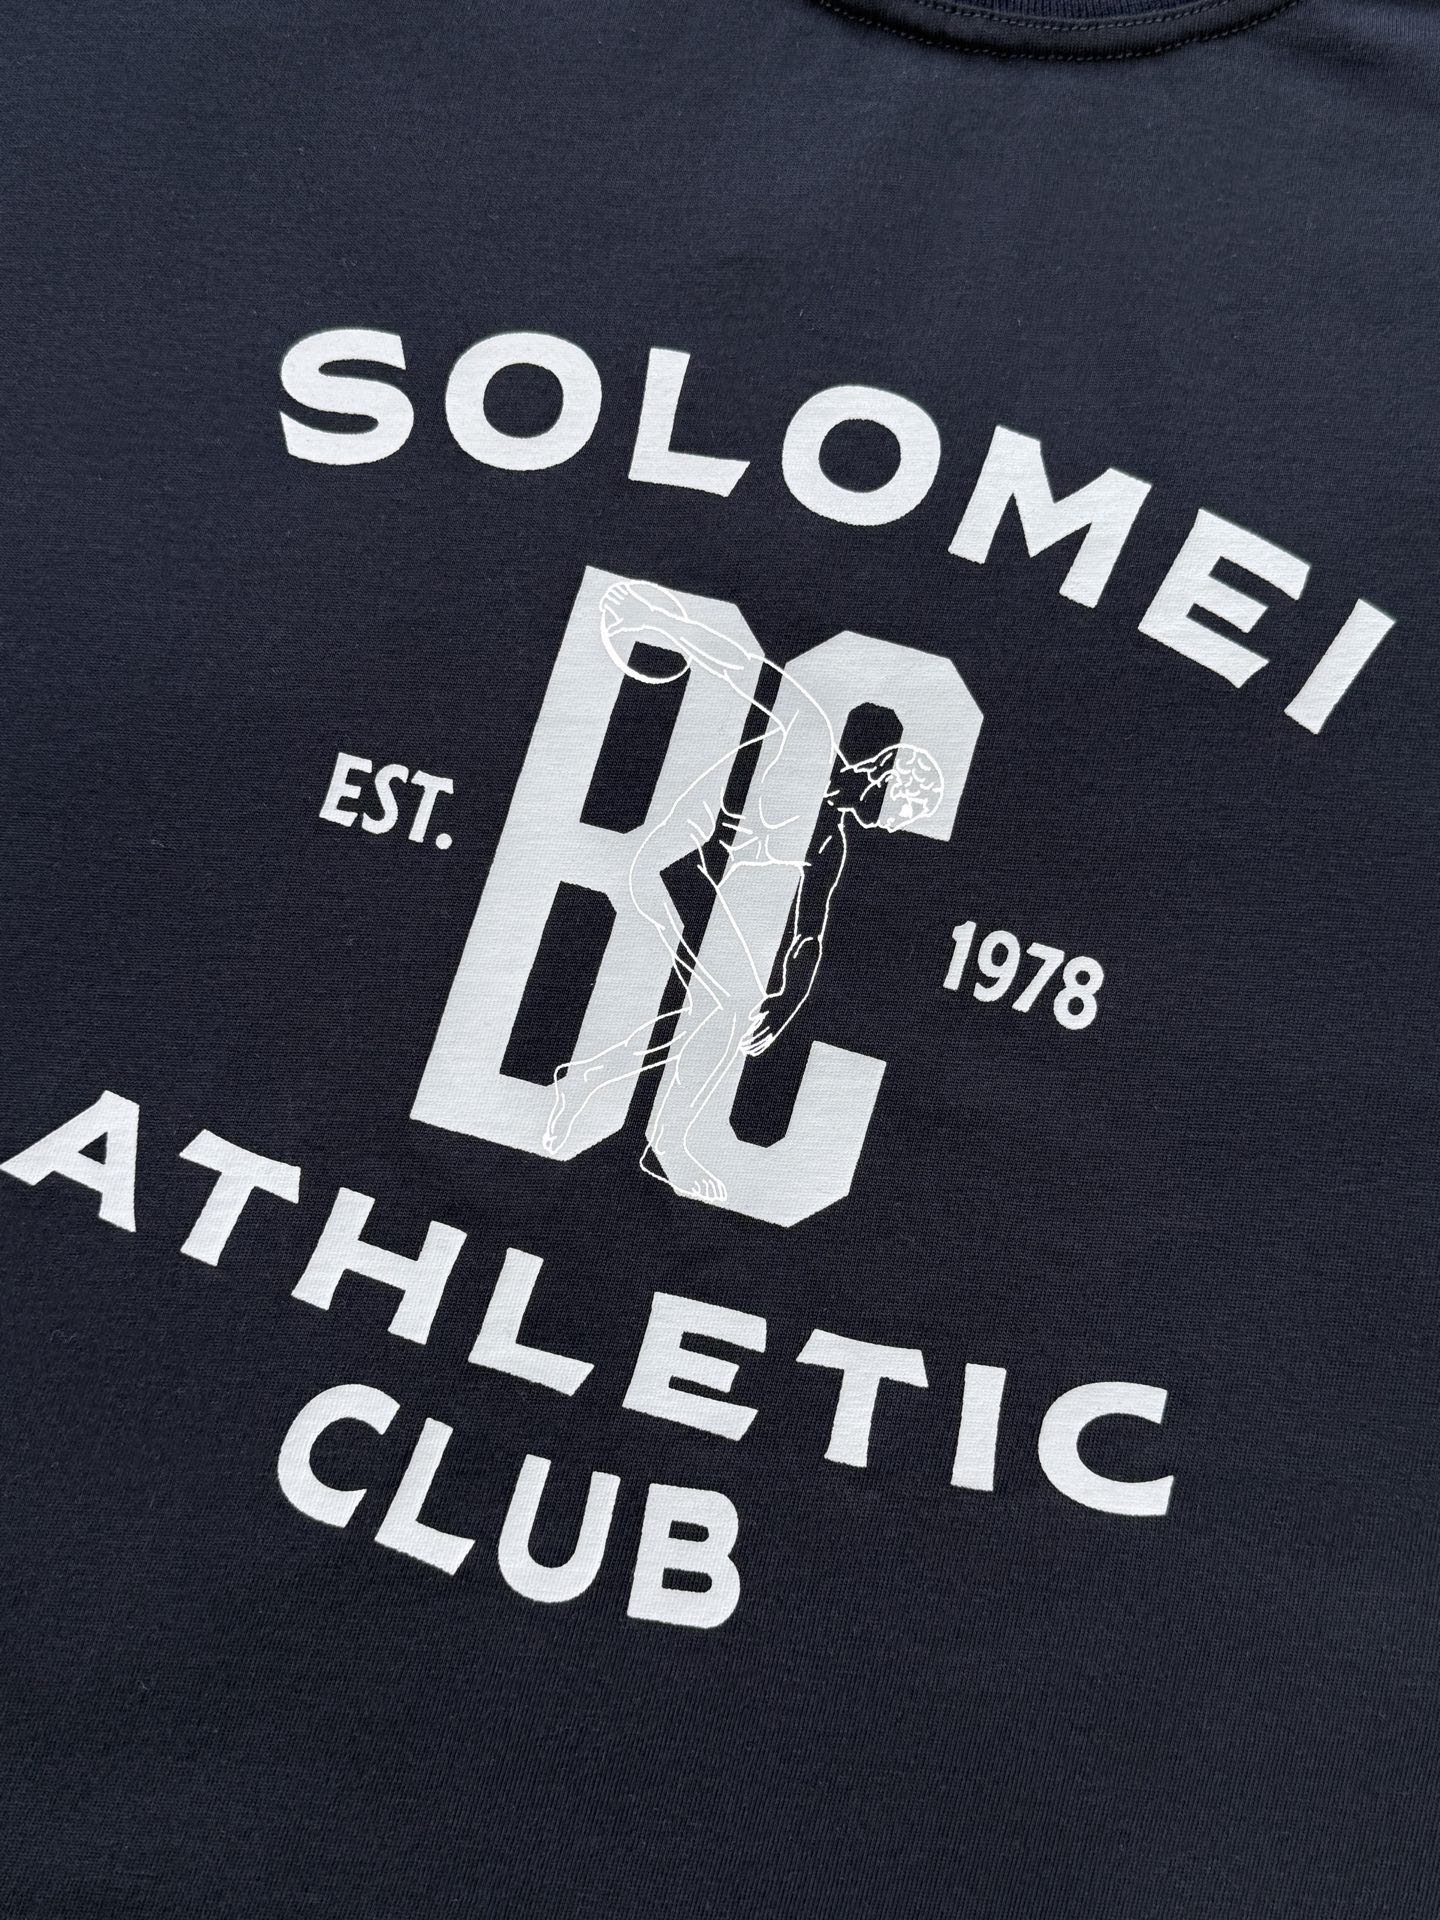 SOLOMEI
BC
EST. 1978
ATHLETIC
CLUB